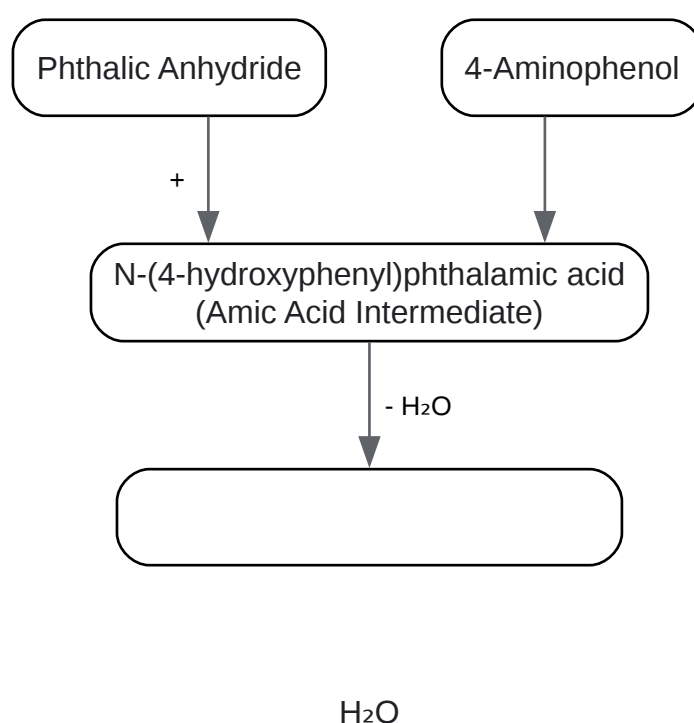 Phthalic Anhydride
4-Aminophenol
+
N-(4-hydroxyphenyl)phthalamic acid
(Amic Acid Intermediate)
- H₂O
H₂O